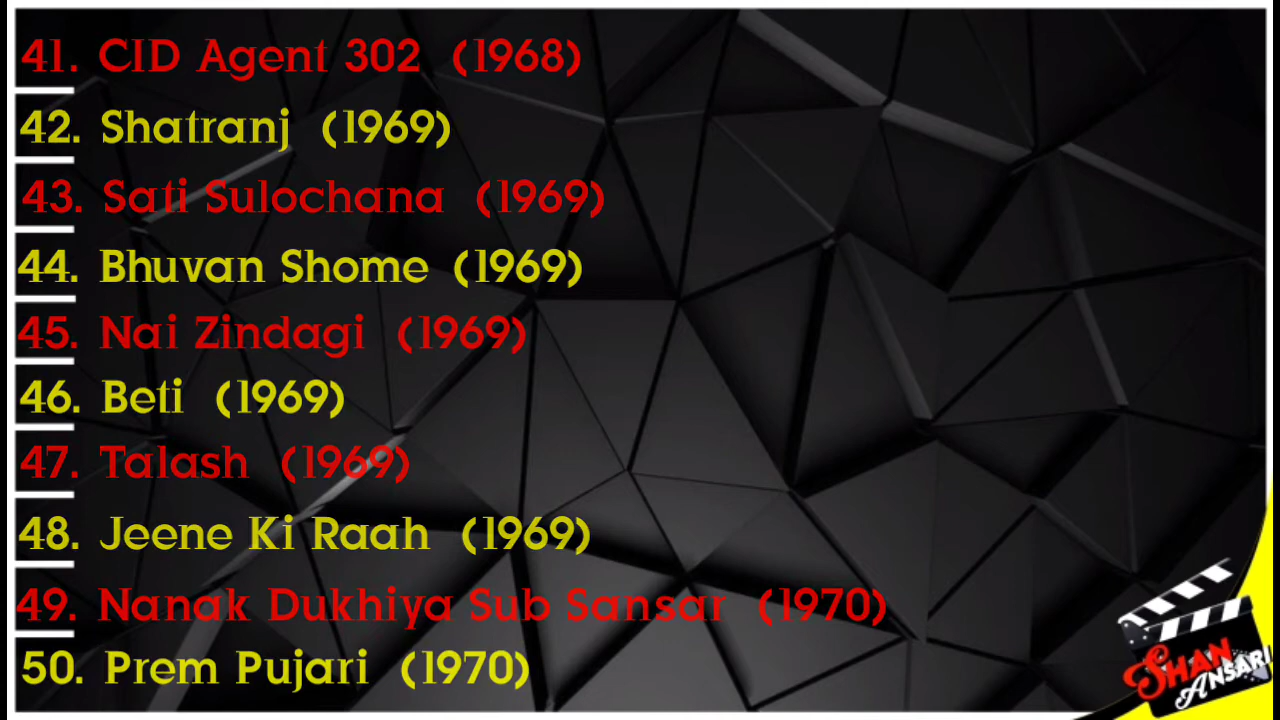 41. CID Agent 302 (1968)
42. Shatranj (1969)
43. Sati Sulochana (1969)
44. Bhuvan Shome (1969)
45. Nai Zindagi (1969)
46. Beti (1969)
47. Talash (1969)
48. Jeene Ki Raah (1969)
49. Nanak Dukhiya Sub Sansar (1970)
50. Prem Pujari (1970)
SHAN
ANSARI